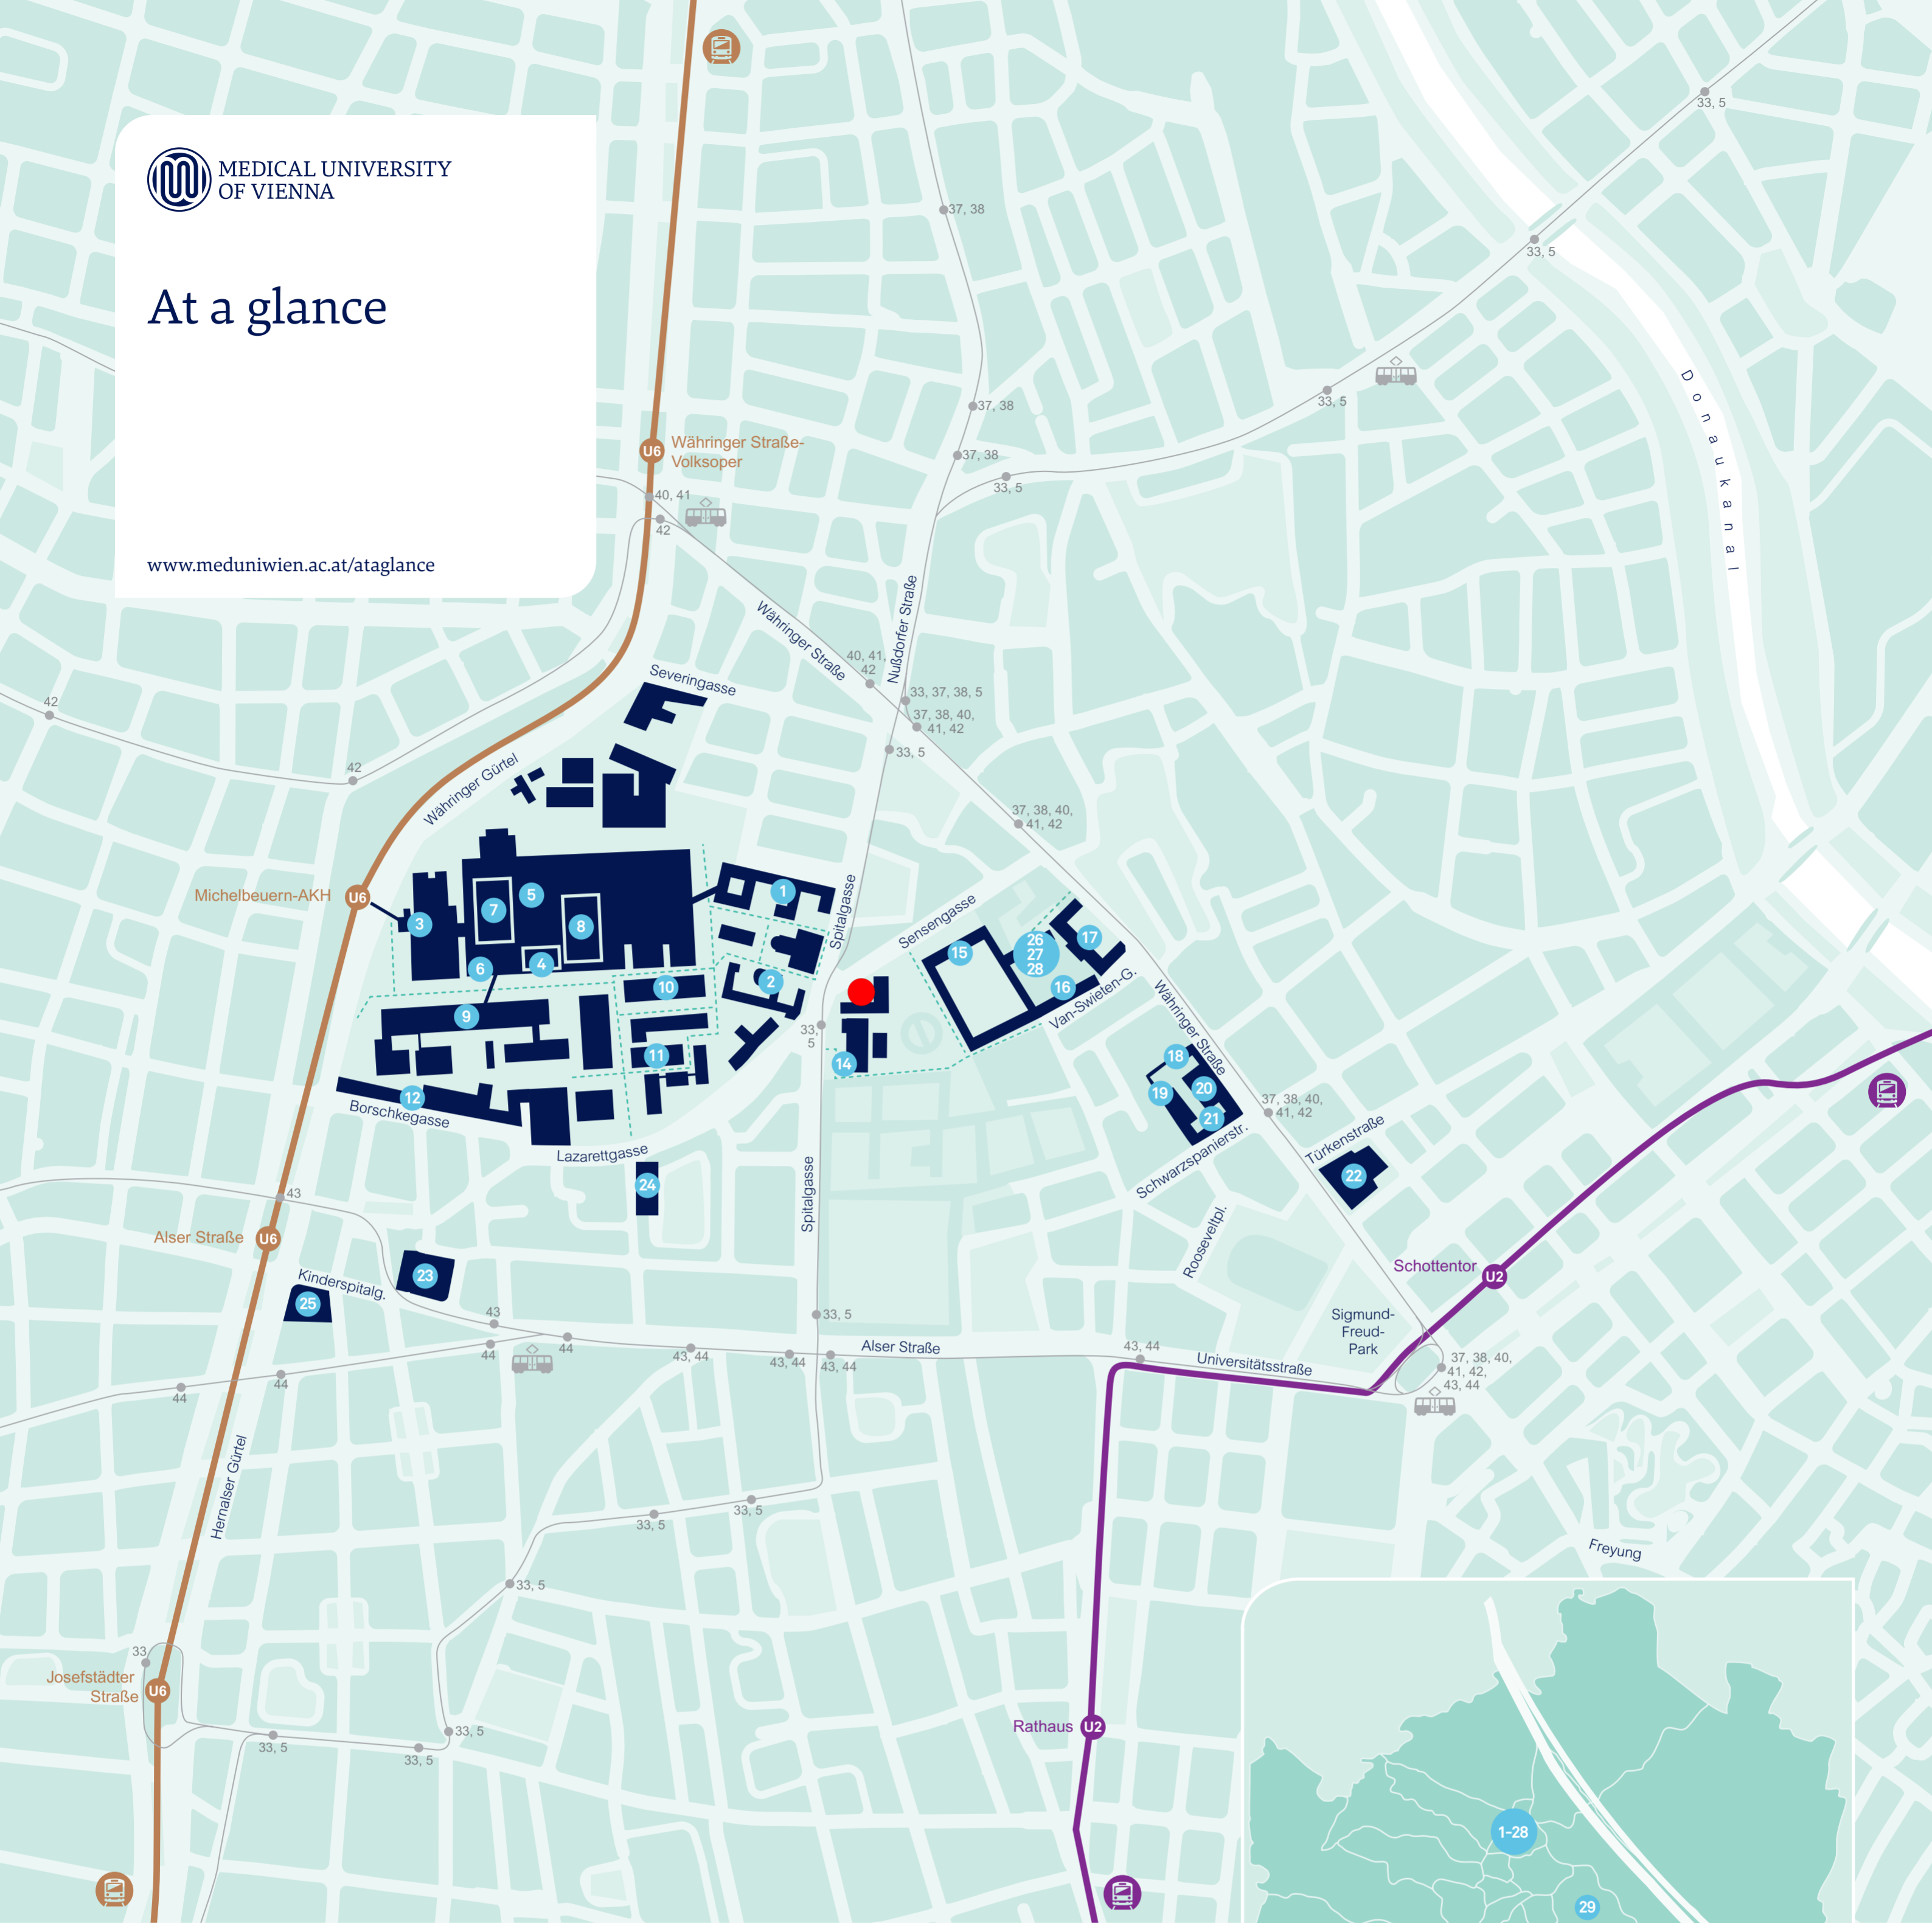 MEDICAL UNIVERSITY
OF VIENNA
At a glance
www.meduniwien.ac.at/ataglance
33, 5
37, 38
33, 5
Donaukanal
33, 5
37, 38
37, 38
33, 5
U6
Währinger Straße-
Volksoper
40, 41
42
Währinger Straße
Nußdorfer Straße
40, 41,
42
33, 37, 38, 5
37, 38, 40,
41, 42
33, 5
Severingasse
42
42
Währinger Gürtel
37, 38, 40,
41, 42
Michelbeuern-AKH
U6
1
2
3
4
5
6
7
8
9
10
11
12
Spitalgasse
Sensengasse
15
26
27
28
17
16
Van-Swieten-G.
Währinger Straße
33,
5
14
18
19
20
21
37, 38, 40,
41, 42
Türkenstraße
22
Schwarzspanierstr.
Borschkegasse
Lazarettgasse
24
Spitalgasse
Rooseveltpl.
43
Alser Straße
U6
Kinderspitalg.
23
25
Schottentor
U2
Sigmund-
Freud-
Park
43
44
44
33, 5
Alser Straße
43, 44
43, 44
43, 44
43, 44
Universitätsstraße
37, 38, 40,
41, 42,
43, 44
44
44
Hernalser Gürtel
33, 5
33, 5
33, 5
Freyung
33
Josefstädter
Straße
U6
33, 5
33, 5
33, 5
Rathaus
U2
1-28
29